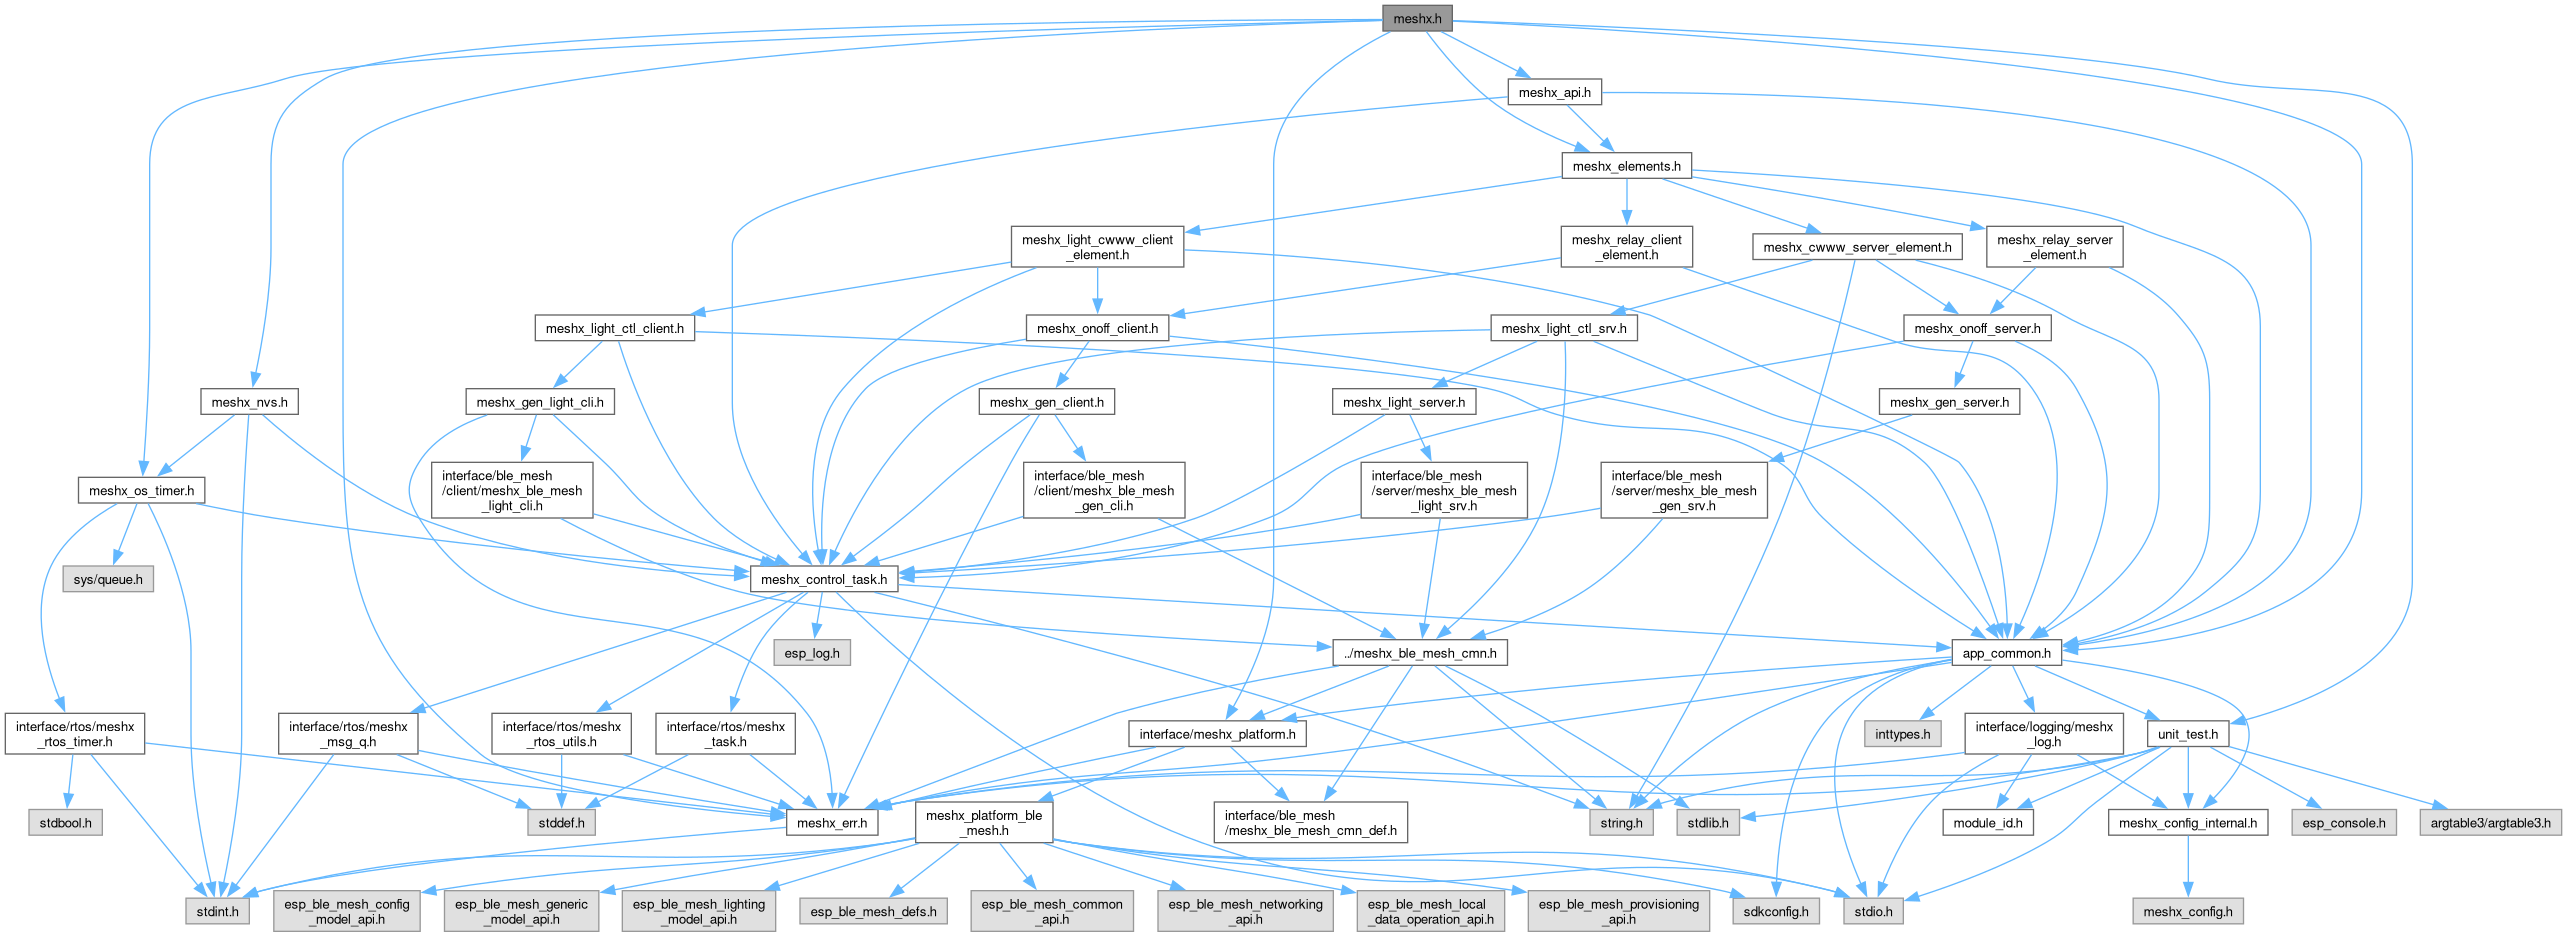 meshx.h
meshx_api.h
meshx_elements.h
meshx_light_cwww_client
_element.h
meshx_relay_client
_element.h
meshx_cwww_server_element.h
meshx_relay_server
_element.h
meshx_light_ctl_client.h
meshx_onoff_client.h
meshx_light_ctl_srv.h
meshx_onoff_server.h
meshx_nvs.h
meshx_gen_light_cli.h
meshx_gen_client.h
meshx_light_server.h
meshx_gen_server.h
meshx_os_timer.h
interface/ble_mesh
/client/meshx_ble_mesh
_light_cli.h
interface/ble_mesh
/client/meshx_ble_mesh
_gen_cli.h
interface/ble_mesh
/server/meshx_ble_mesh
_light_srv.h
interface/ble_mesh
/server/meshx_ble_mesh
_gen_srv.h
sys/queue.h
meshx_control_task.h
esp_log.h
../meshx_ble_mesh_cmn.h
app_common.h
interface/rtos/meshx
_rtos_timer.h
interface/rtos/meshx
_msg_q.h
interface/rtos/meshx
_rtos_utils.h
interface/rtos/meshx
_task.h
interface/meshx_platform.h
inttypes.h
interface/logging/meshx
_log.h
unit_test.h
stdbool.h
stddef.h
meshx_err.h
meshx_platform_ble
_mesh.h
interface/ble_mesh
/meshx_ble_mesh_cmn_def.h
string.h
stdlib.h
module_id.h
meshx_config_internal.h
esp_console.h
argtable3/argtable3.h
stdint.h
esp_ble_mesh_config
_model_api.h
esp_ble_mesh_generic
_model_api.h
esp_ble_mesh_lighting
_model_api.h
esp_ble_mesh_defs.h
esp_ble_mesh_common
_api.h
esp_ble_mesh_networking
_api.h
esp_ble_mesh_local
_data_operation_api.h
esp_ble_mesh_provisioning
_api.h
sdkconfig.h
stdio.h
meshx_config.h